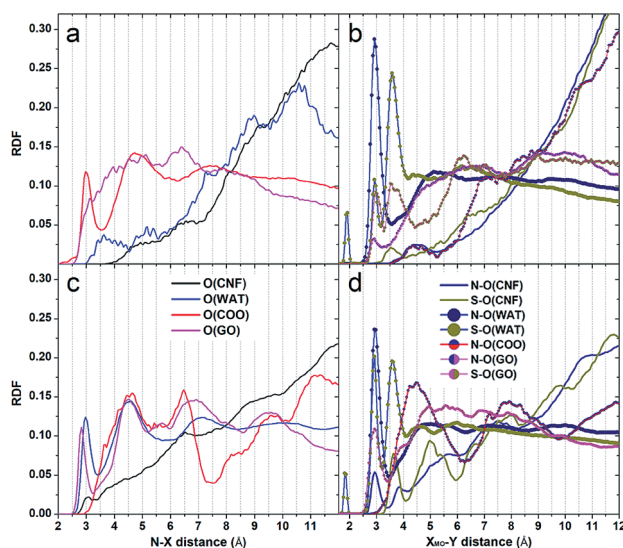 a
b
RDF
0.30
0.25
0.20
0.15
0.10
0.05
c
O(CNF)
O(WAT)
O(COO)
O(GO)
d
N-O(CNF)
S-O(CNF)
N-O(WAT)
S-O(WAT)
N-O(COO)
N-O(GO)
S-O(GO)
RDF
0.30
0.25
0.20
0.15
0.10
0.05
0.00
2 3 4 5 6 7 8 9 10 11
2 3 4 5 6 7 8 9 10 11 12
N-X distance (Å)
XMO-Y distance (Å)